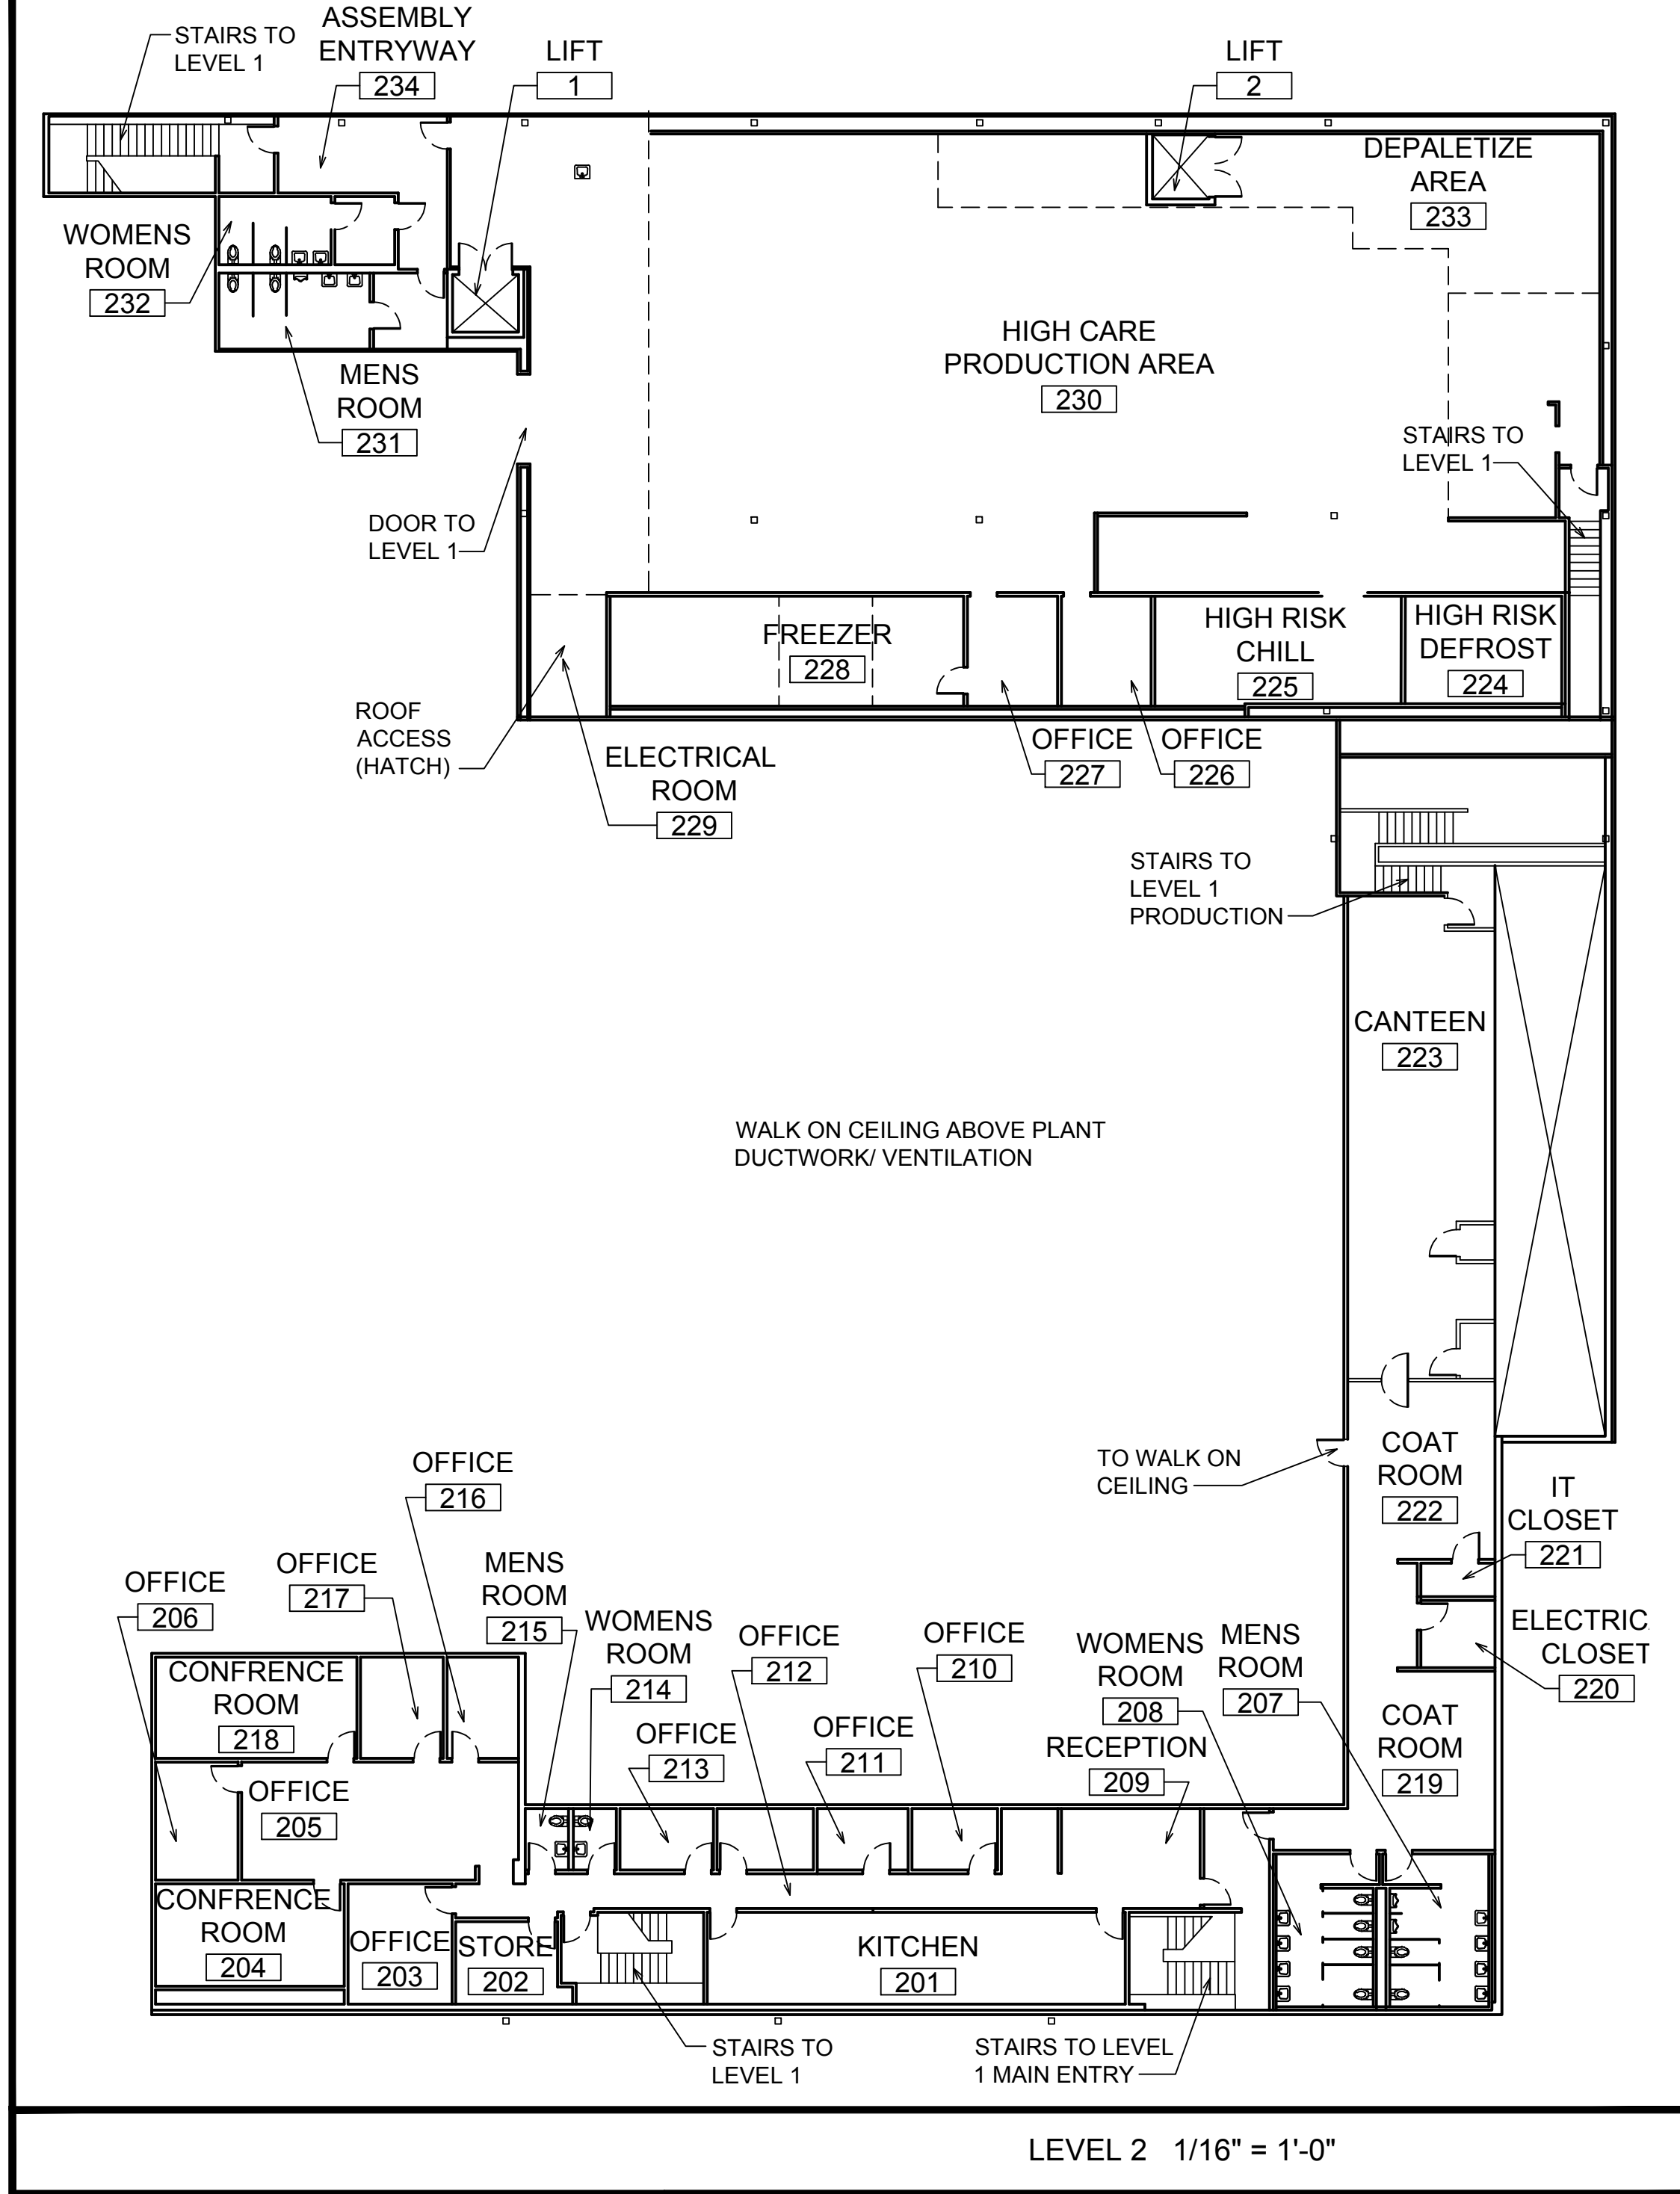 STAIRS TO
LEVEL 1
ASSEMBLY
ENTRYWAY
234
LIFT
1
LIFT
2
DEPALETIZE
AREA
233
WOMENS
ROOM
232
MENS
ROOM
231
HIGH CARE
PRODUCTION AREA
230
STAIRS TO
LEVEL 1
DOOR TO
LEVEL 1
FREEZER
228
HIGH RISK
CHILL
225
HIGH RISK
DEFROST
224
ROOF
ACCESS
(HATCH)
ELECTRICAL
ROOM
229
OFFICE
227
OFFICE
226
STAIRS TO
LEVEL 1
PRODUCTION
CANTEEN
223
WALK ON CEILING ABOVE PLANT
DUCTWORK/ VENTILATION
TO WALK ON
CEILING
COAT
ROOM
222
IT
CLOSET
221
ELECTRIC
CLOSET
220
OFFICE
216
OFFICE
217
OFFICE
206
MENS
ROOM
215
WOMENS
ROOM
214
OFFICE
212
OFFICE
210
WOMENS
ROOM
208
MENS
ROOM
207
CONFRENCE
ROOM
218
OFFICE
213
OFFICE
211
RECEPTION
209
COAT
ROOM
219
OFFICE
205
CONFRENCE
ROOM
204
OFFICE
203
STORE
202
KITCHEN
201
STAIRS TO
LEVEL 1
STAIRS TO LEVEL
1 MAIN ENTRY
LEVEL 2 1/16" = 1'-0"